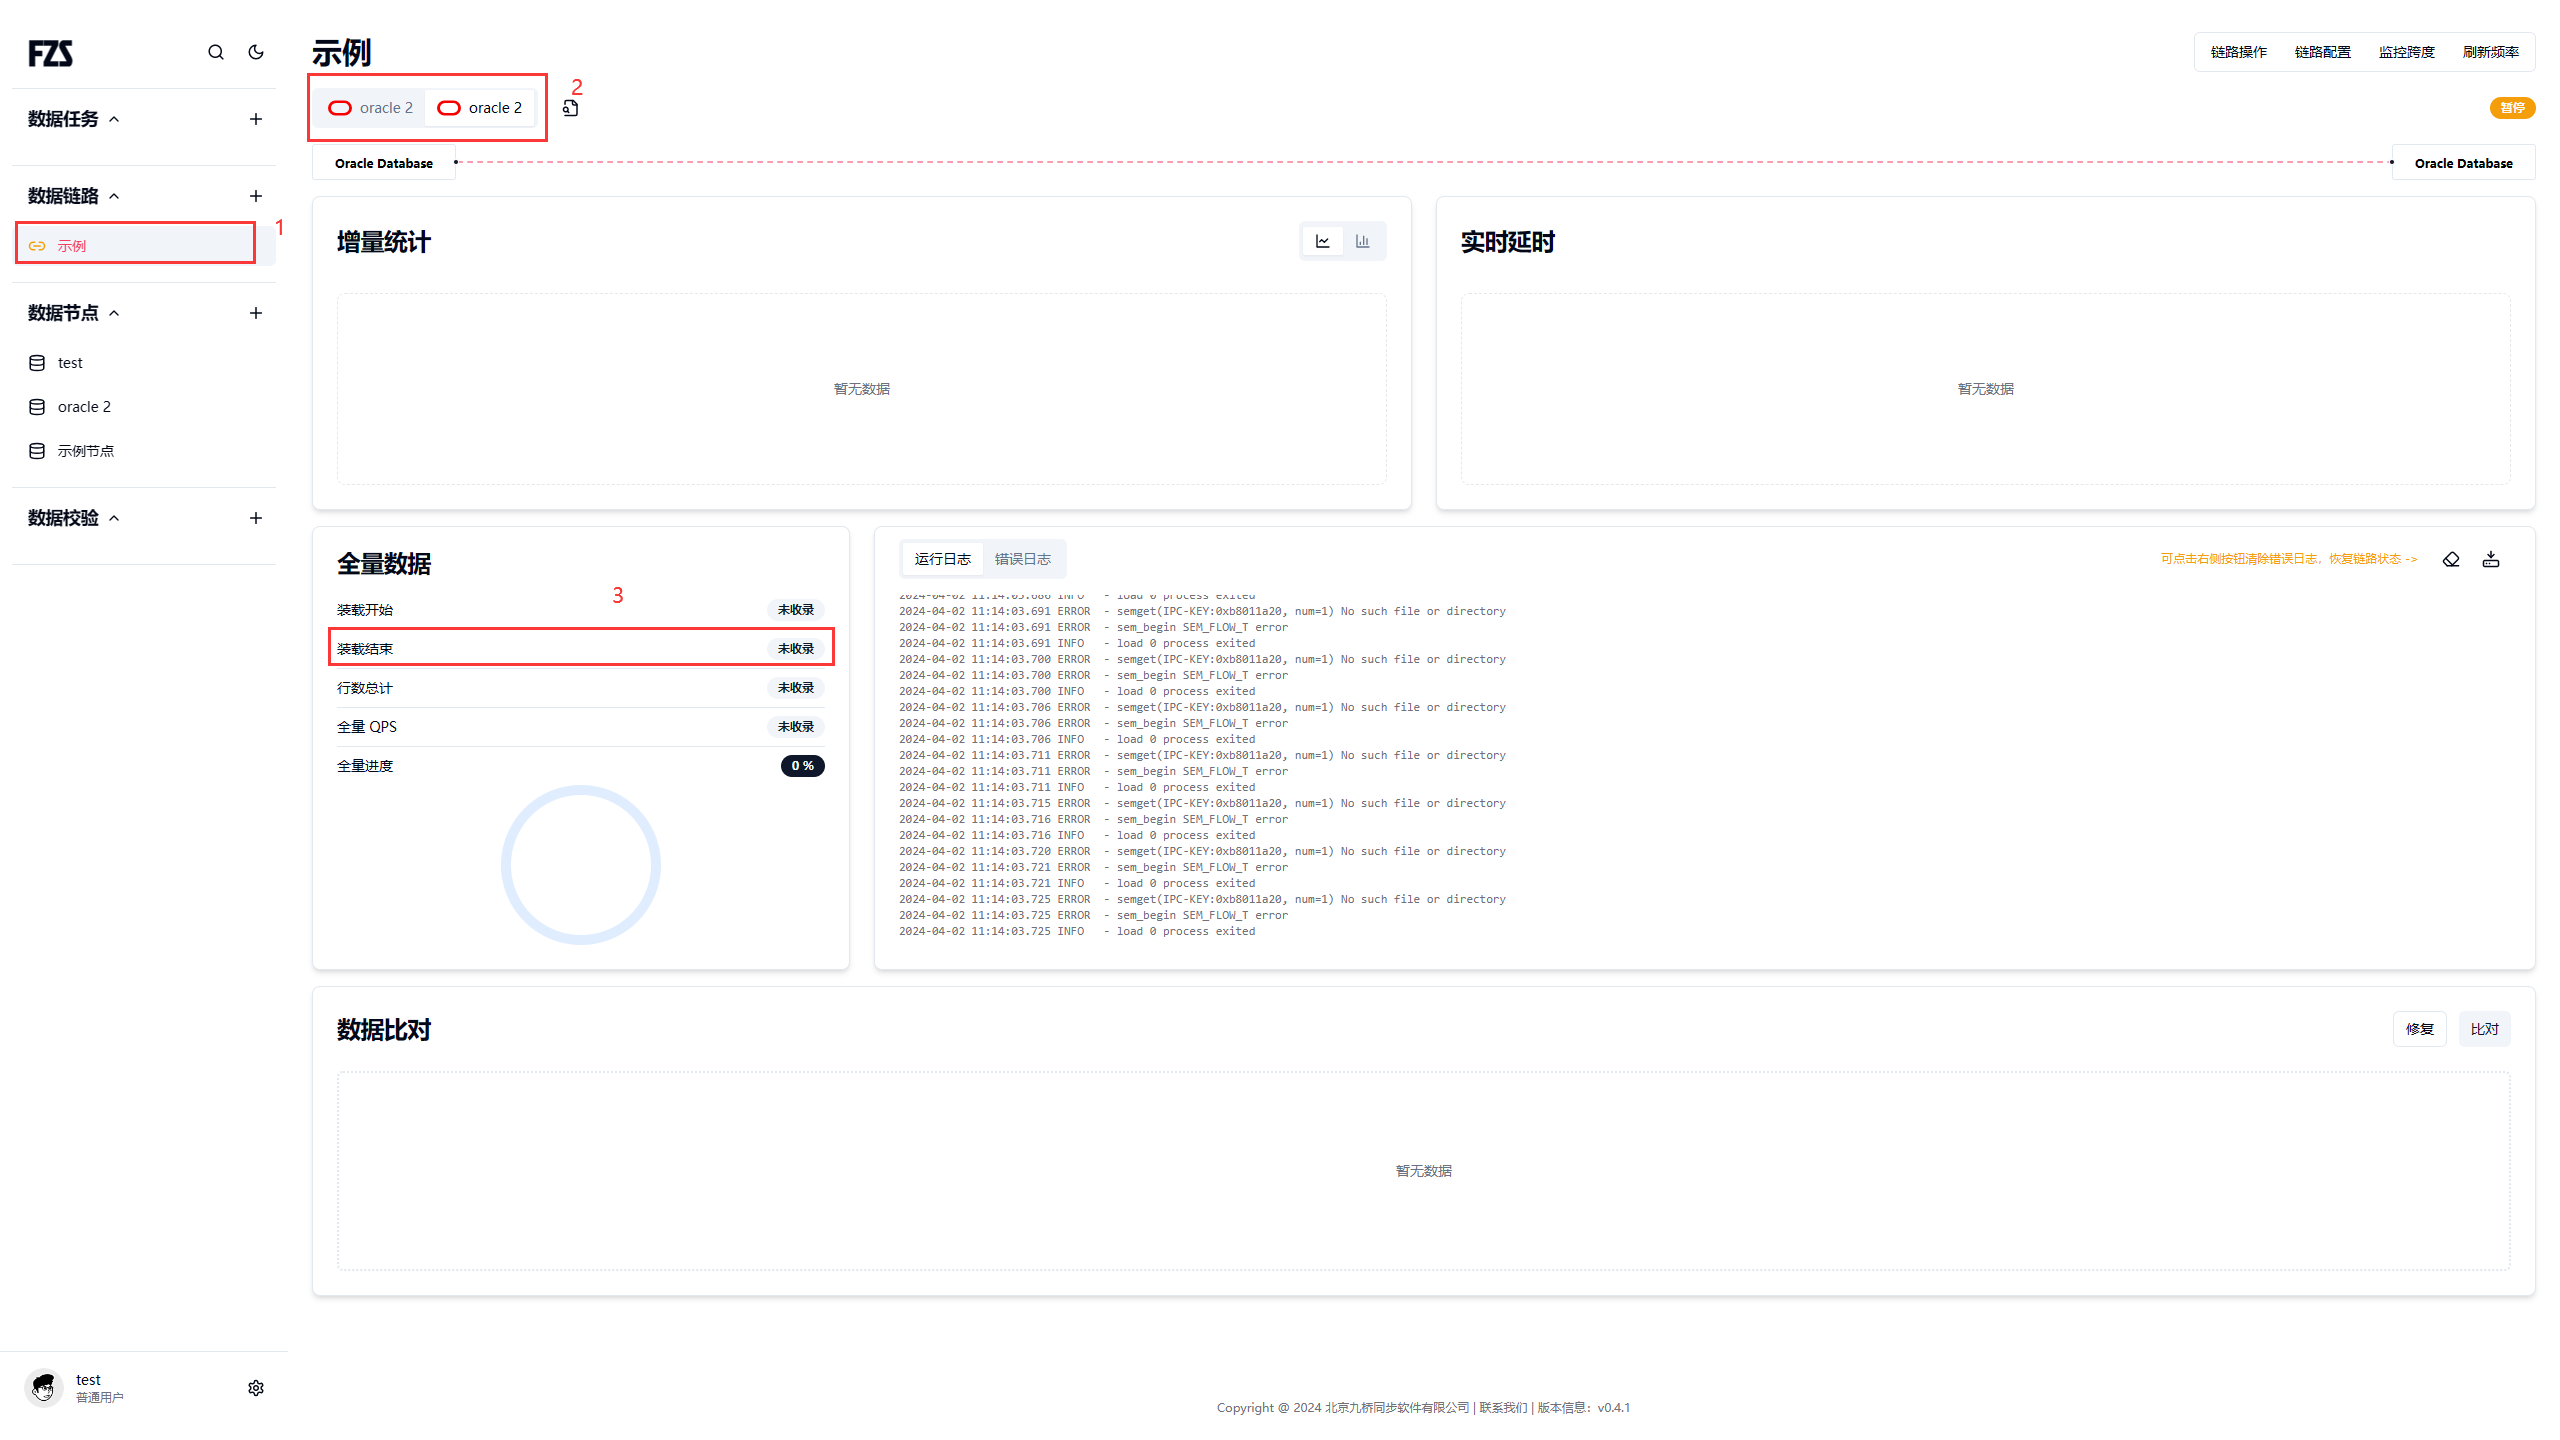 FZS
数据任务
数据链路
示例
1
数据节点
test
oracle 2
示例节点
数据校验
test
普通用户
示例
链路操作 链路配置 监控跨度 刷新频率
oracle 2 oracle 2
2
暂停
Oracle Database
Oracle Database
增量统计
暂无数据
实时延时
暂无数据
全量数据
3
装载开始 未收录
装载结束 未收录
行数总计 未收录
全量 QPS 未收录
全量进度 0 %
运行日志 错误日志
可点击右侧按钮清除错误日志，恢复链路状态 ->
2024-04-02 11:14:03.686 INFO - load 0 process exited
2024-04-02 11:14:03.691 ERROR - semget(IPC-KEY:0xb8011a20, num=1) No such file or directory
2024-04-02 11:14:03.691 ERROR - sem_begin SEM_FLOW_T error
2024-04-02 11:14:03.691 INFO - load 0 process exited
2024-04-02 11:14:03.700 ERROR - semget(IPC-KEY:0xb8011a20, num=1) No such file or directory
2024-04-02 11:14:03.700 ERROR - sem_begin SEM_FLOW_T error
2024-04-02 11:14:03.700 INFO - load 0 process exited
2024-04-02 11:14:03.706 ERROR - semget(IPC-KEY:0xb8011a20, num=1) No such file or directory
2024-04-02 11:14:03.706 ERROR - sem_begin SEM_FLOW_T error
2024-04-02 11:14:03.706 INFO - load 0 process exited
2024-04-02 11:14:03.711 ERROR - semget(IPC-KEY:0xb8011a20, num=1) No such file or directory
2024-04-02 11:14:03.711 ERROR - sem_begin SEM_FLOW_T error
2024-04-02 11:14:03.711 INFO - load 0 process exited
2024-04-02 11:14:03.715 ERROR - semget(IPC-KEY:0xb8011a20, num=1) No such file or directory
2024-04-02 11:14:03.716 ERROR - sem_begin SEM_FLOW_T error
2024-04-02 11:14:03.716 INFO - load 0 process exited
2024-04-02 11:14:03.720 ERROR - semget(IPC-KEY:0xb8011a20, num=1) No such file or directory
2024-04-02 11:14:03.721 ERROR - sem_begin SEM_FLOW_T error
2024-04-02 11:14:03.721 INFO - load 0 process exited
2024-04-02 11:14:03.725 ERROR - semget(IPC-KEY:0xb8011a20, num=1) No such file or directory
2024-04-02 11:14:03.725 ERROR - sem_begin SEM_FLOW_T error
2024-04-02 11:14:03.725 INFO - load 0 process exited
数据比对
修复 比对
暂无数据
Copyright @ 2024 北京九桥同步软件有限公司 | 联系我们 | 版本信息：v0.4.1